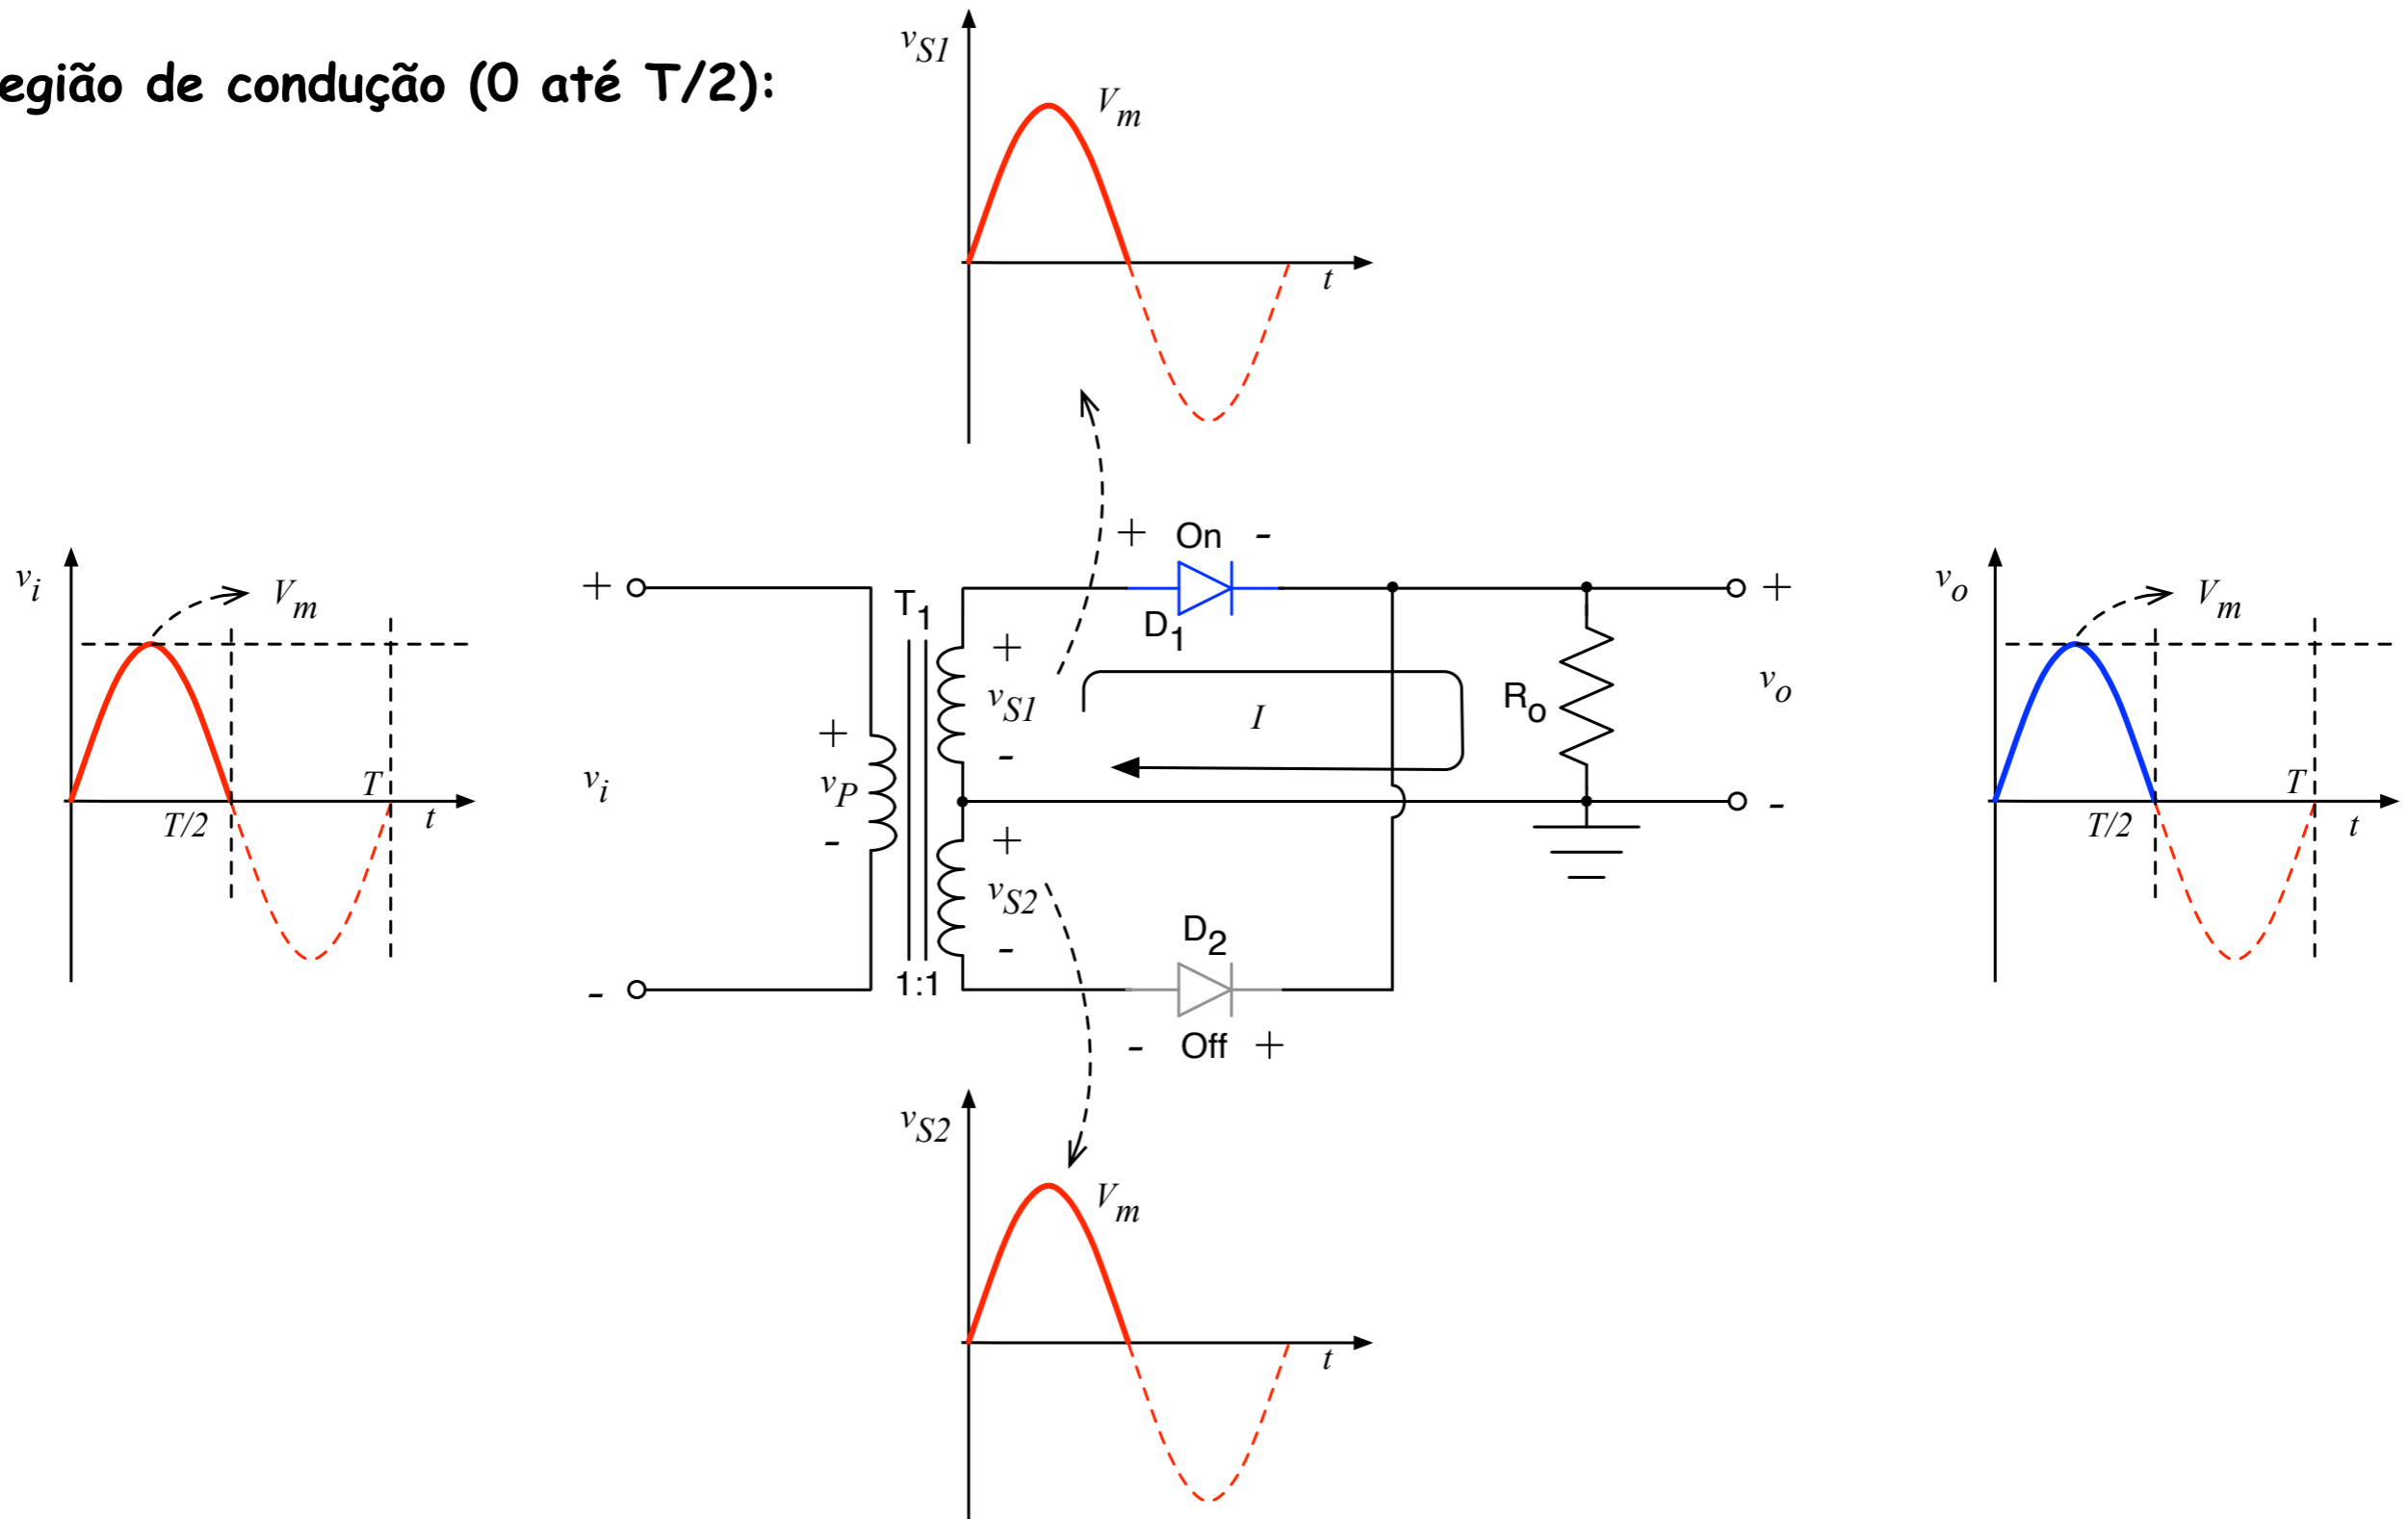 egião de condução (0 até T/2):
vS1
Vm
t
vi
Vm
T/2
T
t
+
vi
-
+
vP
-
T1
1:1
+
vS1
-
+
vS2
-
+ On -
D1
I
D2
- Off +
Ro
+
vo
-
vo
Vm
T/2
T
t
vS2
Vm
t